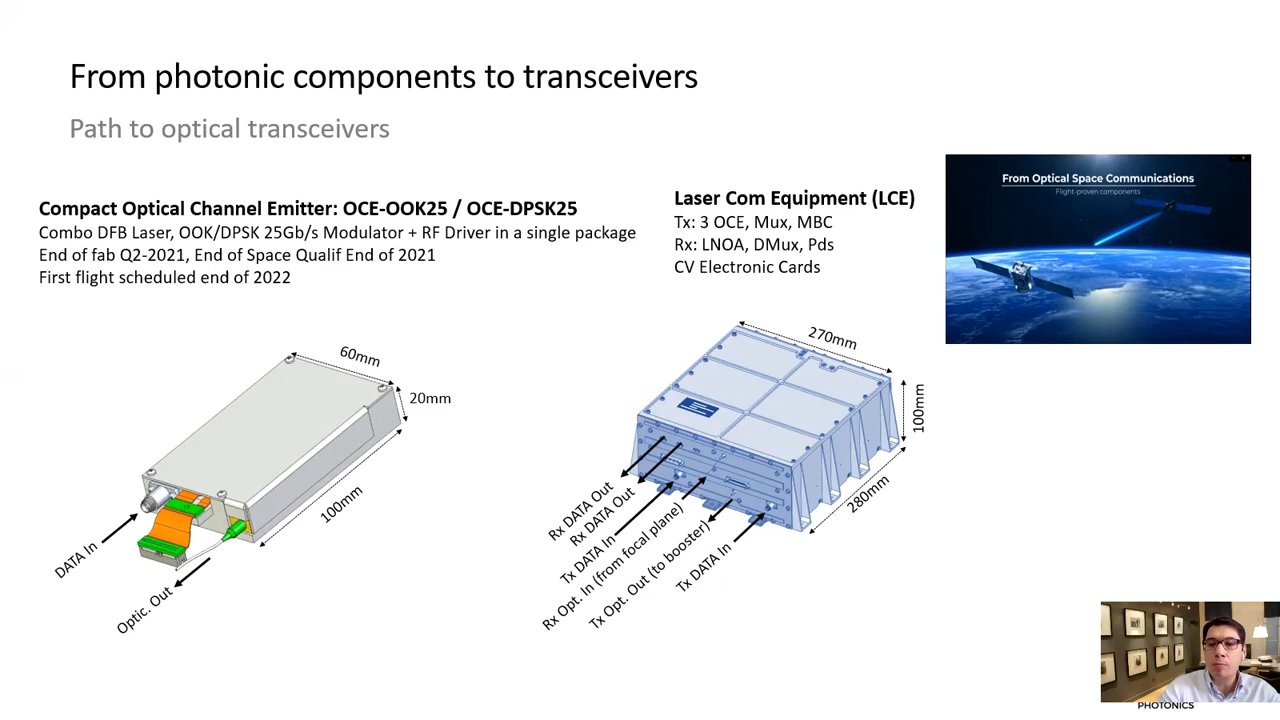 From photonic components to transceivers
Path to optical transceivers
Compact Optical Channel Emitter: OCE-OOK25 / OCE-DPSK25
Combo DFB Laser, OOK/DPSK 25Gb/s Modulator + RF Driver in a single package
End of fab Q2-2021, End of Space Qualif End of 2021
First flight scheduled end of 2022
60mm
20mm
100mm
DATA In
Optic. Out
Laser Com Equipment (LCE)
Tx: 3 OCE, Mux, MBC
Rx: LNOA, DMux, Pds
CV Electronic Cards
270mm
100mm
280mm
Rx DATA Out
Rx DATA Out
Tx DATA In
Rx Opt. In (from focal plane)
Tx Opt. Out (to booster)
Tx DATA In
From Optical Space Communications
Flight-proven components
PHOTONICS